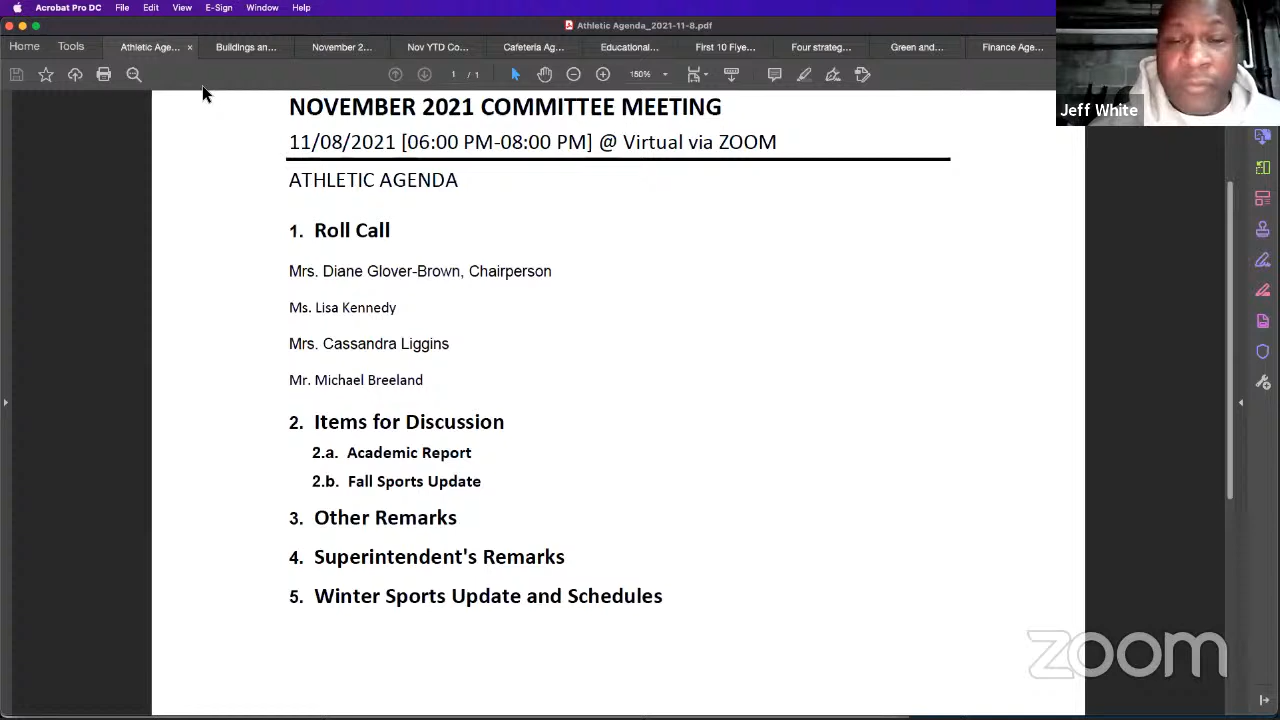 Acrobat Pro DC File Edit View E-Sign Window Help
Athletic Agenda_2021-11-8.pdf
Home Tools Athletic Age... × Buildings an... November 2... Nov YTD Co... Cafeteria Ag... Educational... First 10 Flye... Four strateg... Green and... Finance Age...
1 / 1 150%
Jeff White
NOVEMBER 2021 COMMITTEE MEETING
11/08/2021 [06:00 PM-08:00 PM] @ Virtual via ZOOM
ATHLETIC AGENDA
1. Roll Call
Mrs. Diane Glover-Brown, Chairperson
Ms. Lisa Kennedy
Mrs. Cassandra Liggins
Mr. Michael Breeland
2. Items for Discussion
2.a. Academic Report
2.b. Fall Sports Update
3. Other Remarks
4. Superintendent's Remarks
5. Winter Sports Update and Schedules
zoom